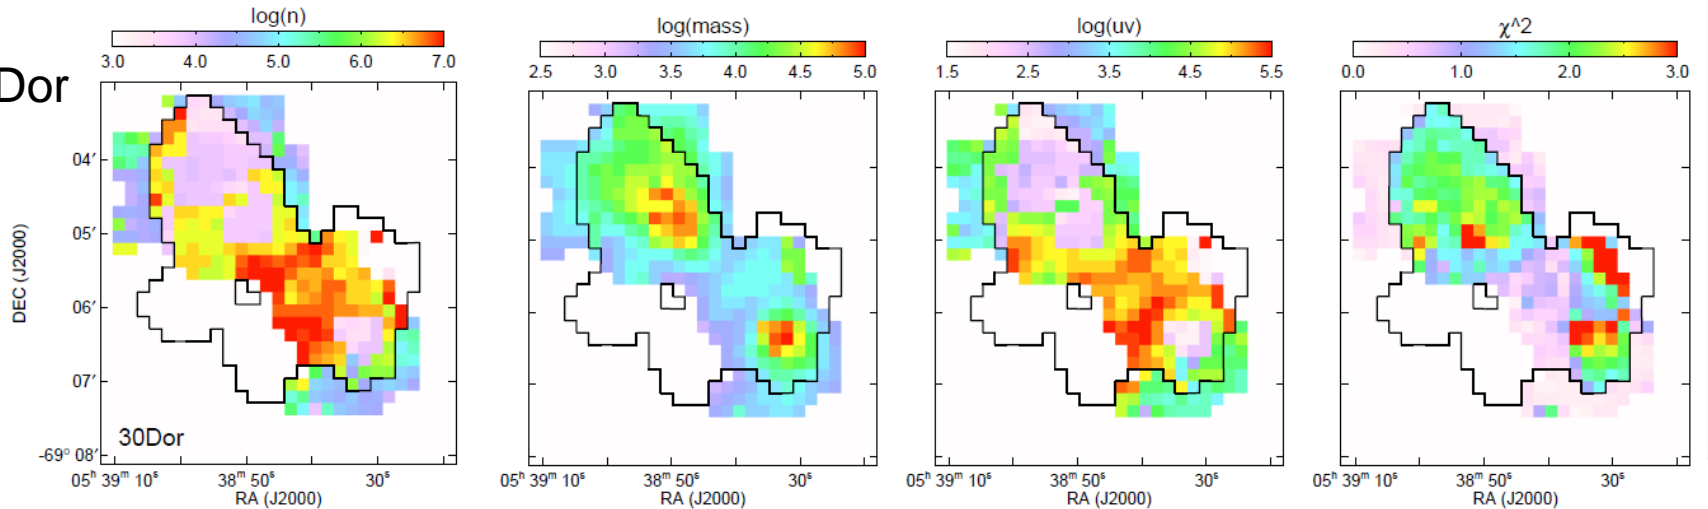 log(n)
3.0 4.0 5.0 6.0 7.0
log(mass)
2.5 3.0 3.5 4.0 4.5 5.0
log(uv)
1.5 2.5 3.5 4.5 5.5
χ^2
0.0 1.0 2.0 3.0
Dor
04′
05′
06′
07′
-69° 08′
DEC (J2000)
30Dor
05ʰ 39ᵐ 10ˢ 38ᵐ 50ˢ 30ˢ
RA (J2000)
05ʰ 39ᵐ 10ˢ 38ᵐ 50ˢ 30ˢ
RA (J2000)
05ʰ 39ᵐ 10ˢ 38ᵐ 50ˢ 30ˢ
RA (J2000)
05ʰ 39ᵐ 10ˢ 38ᵐ 50ˢ 30ˢ
RA (J2000)